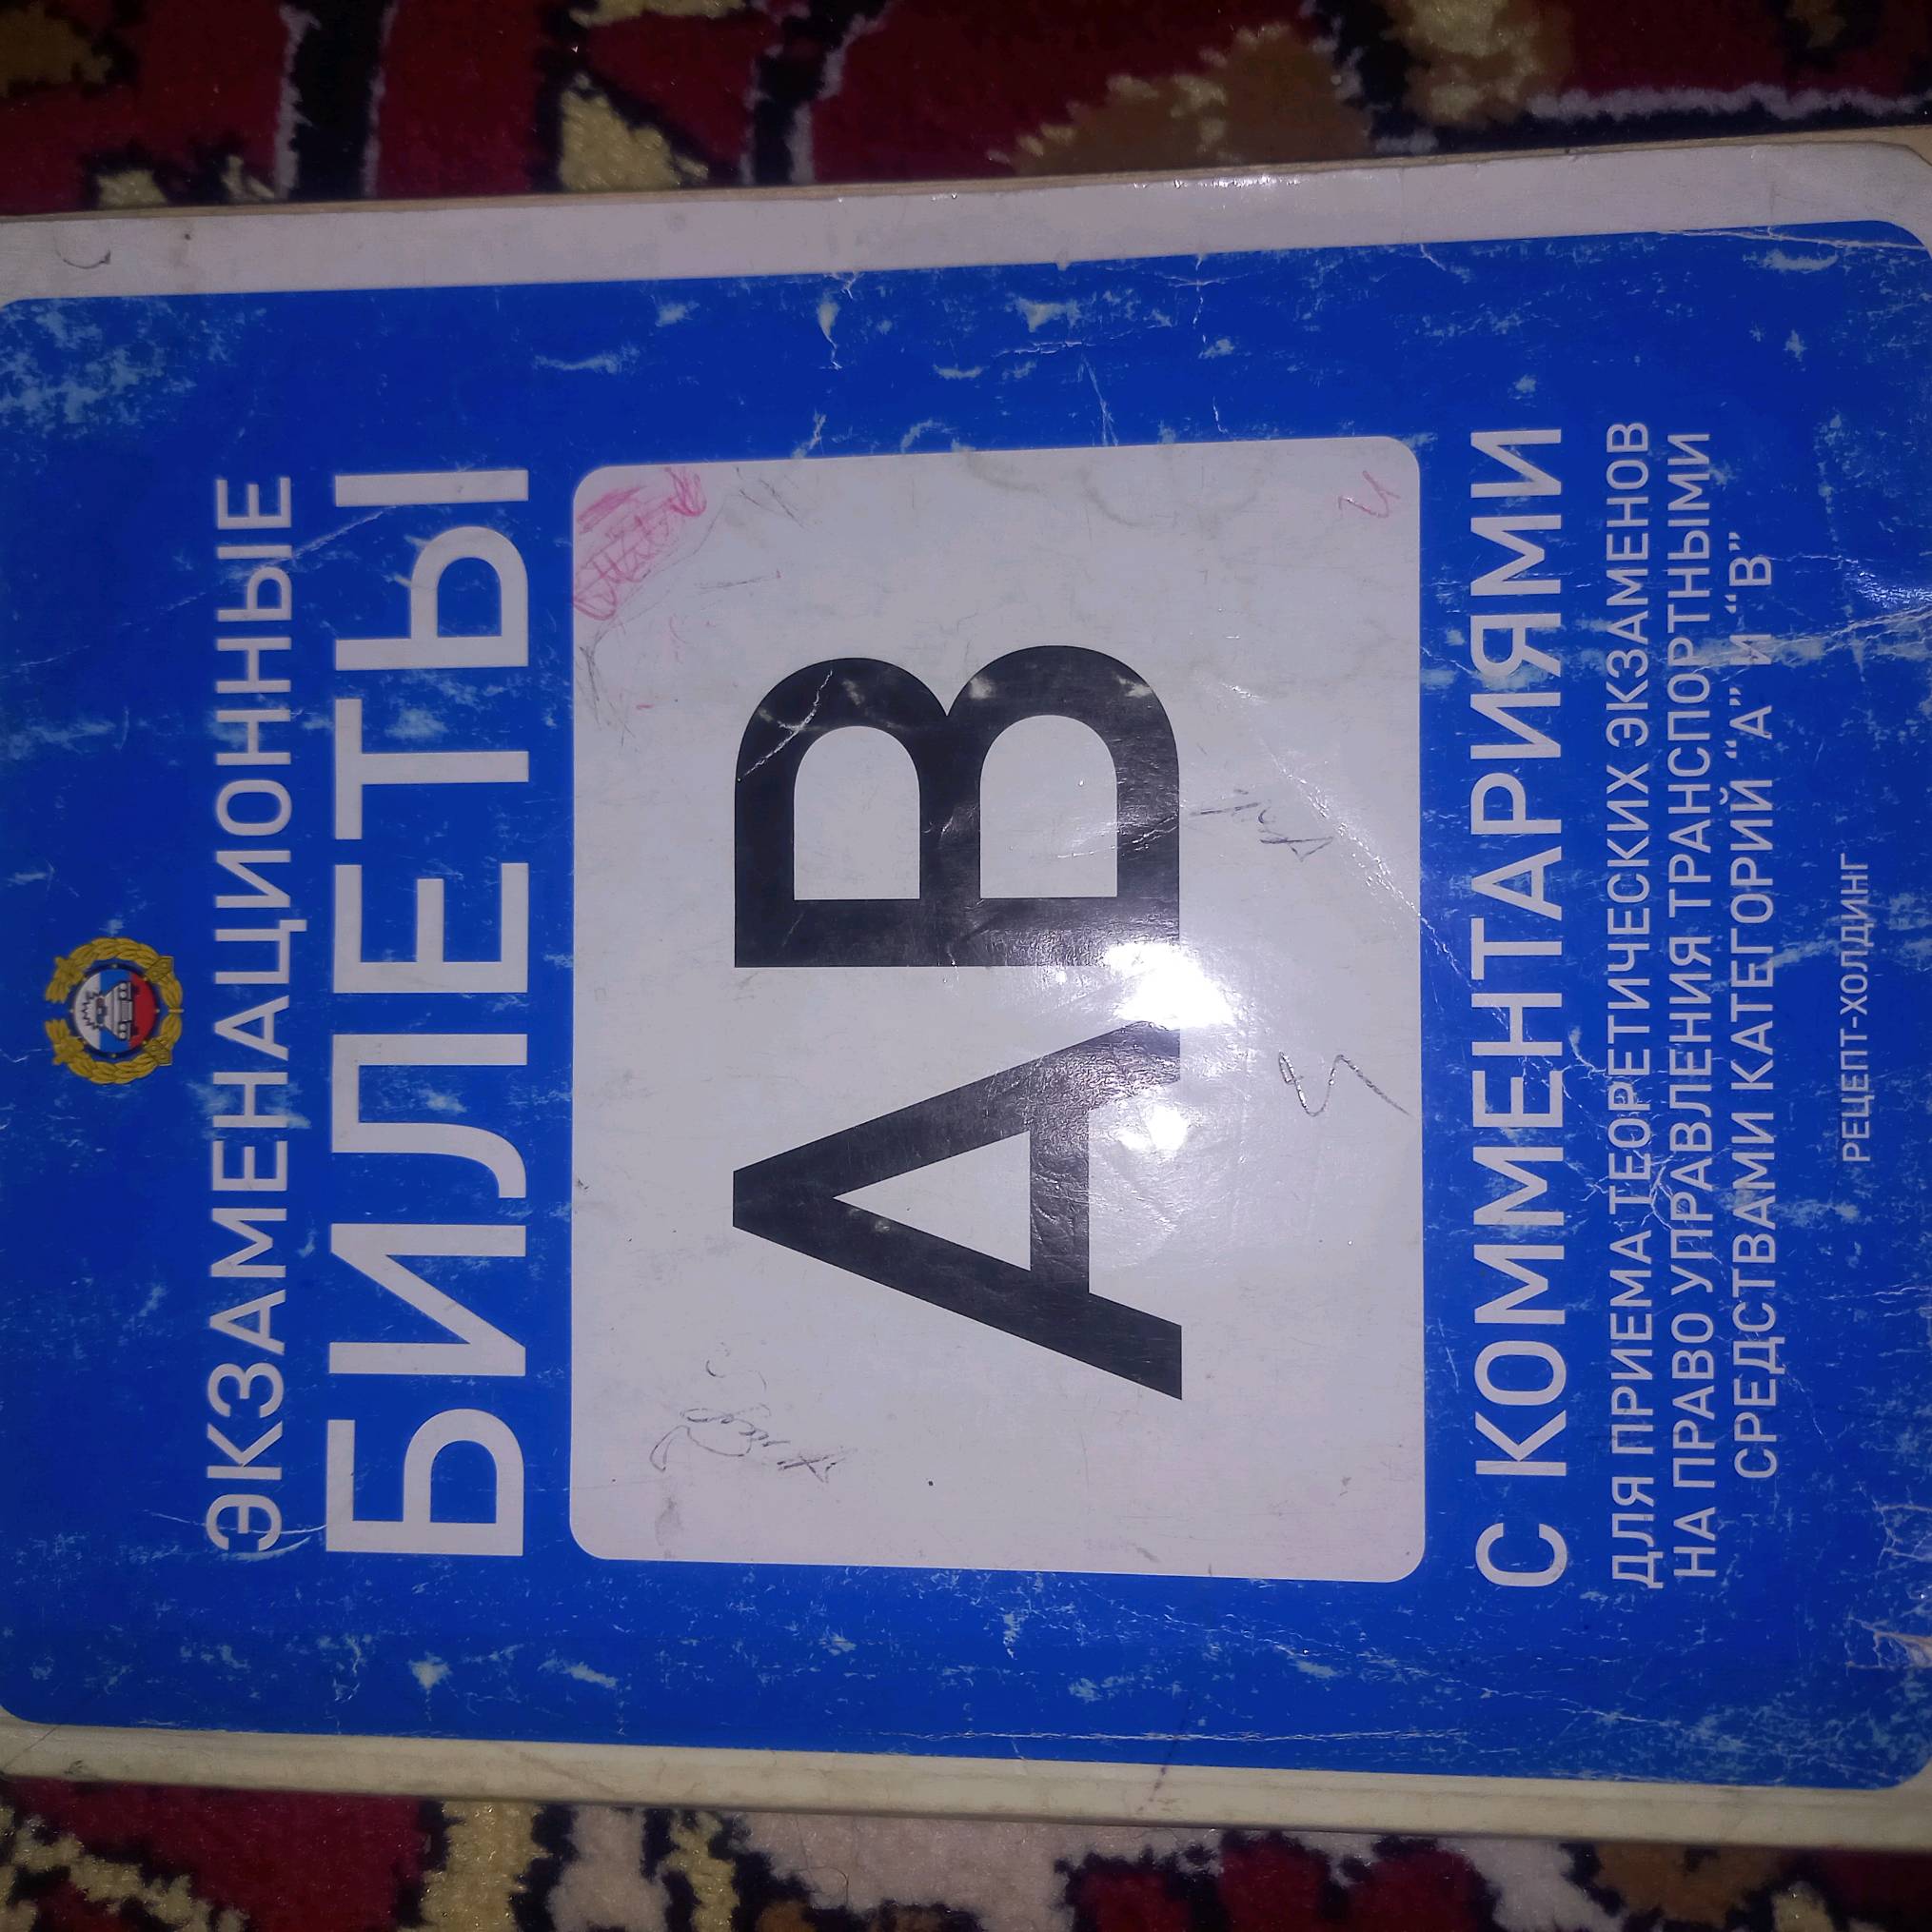 ЭКЗАМЕНАЦИОННЫЕ
БИЛЕТЫ
АВ
С КОММЕНТАРИЯМИ
ДЛЯ ПРИЕМА ТЕОРЕТИЧЕСКИХ ЭКЗАМЕНОВ
НА ПРАВО УПРАВЛЕНИЯ ТРАНСПОРТНЫМИ
СРЕДСТВАМИ КАТЕГОРИЙ “А” И “В”
РЕЦЕПТ-ХОЛДИНГ